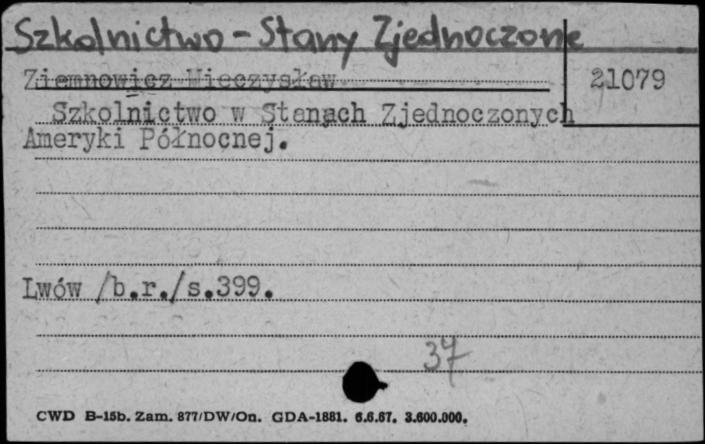 Szkolnictwo - Stany Zjednoczone
Ziemnowicz Mieczysław
21079
Szkolnictwo w Stanach Zjednoczonych
Ameryki Północnej.
Lwów /b.r./s.399.
37
CWD B-15b. Zam. 877/DW/On. GDA-1881. 6.6.67. 3.600.000.